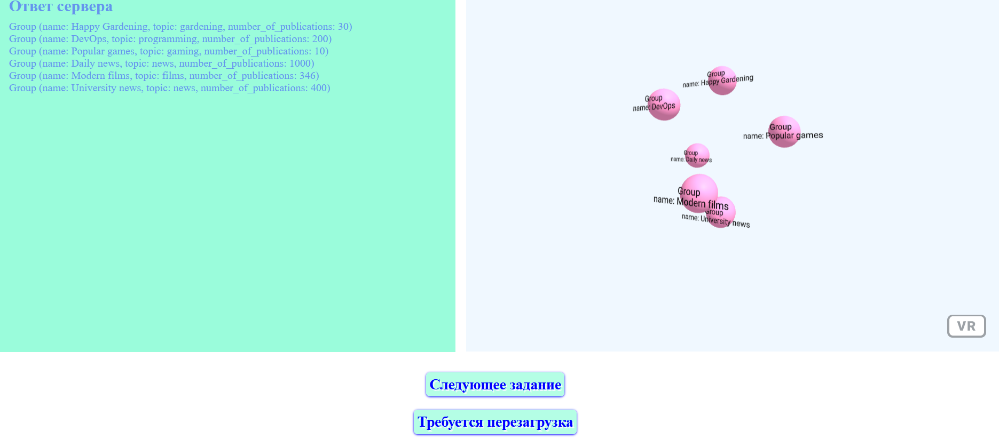 Ответ сервера
Group (name: Happy Gardening, topic: gardening, number_of_publications: 30)
Group (name: DevOps, topic: programming, number_of_publications: 200)
Group (name: Popular games, topic: gaming, number_of_publications: 10)
Group (name: Daily news, topic: news, number_of_publications: 1000)
Group (name: Modern films, topic: films, number_of_publications: 346)
Group (name: University news, topic: news, number_of_publications: 400)
Group
name: Happy Gardening
Group
name: DevOps
Group
name: Popular games
Group
name: Daily news
Group
name: Modern films
Group
name: University news
VR
Следующее задание
Требуется перезагрузка